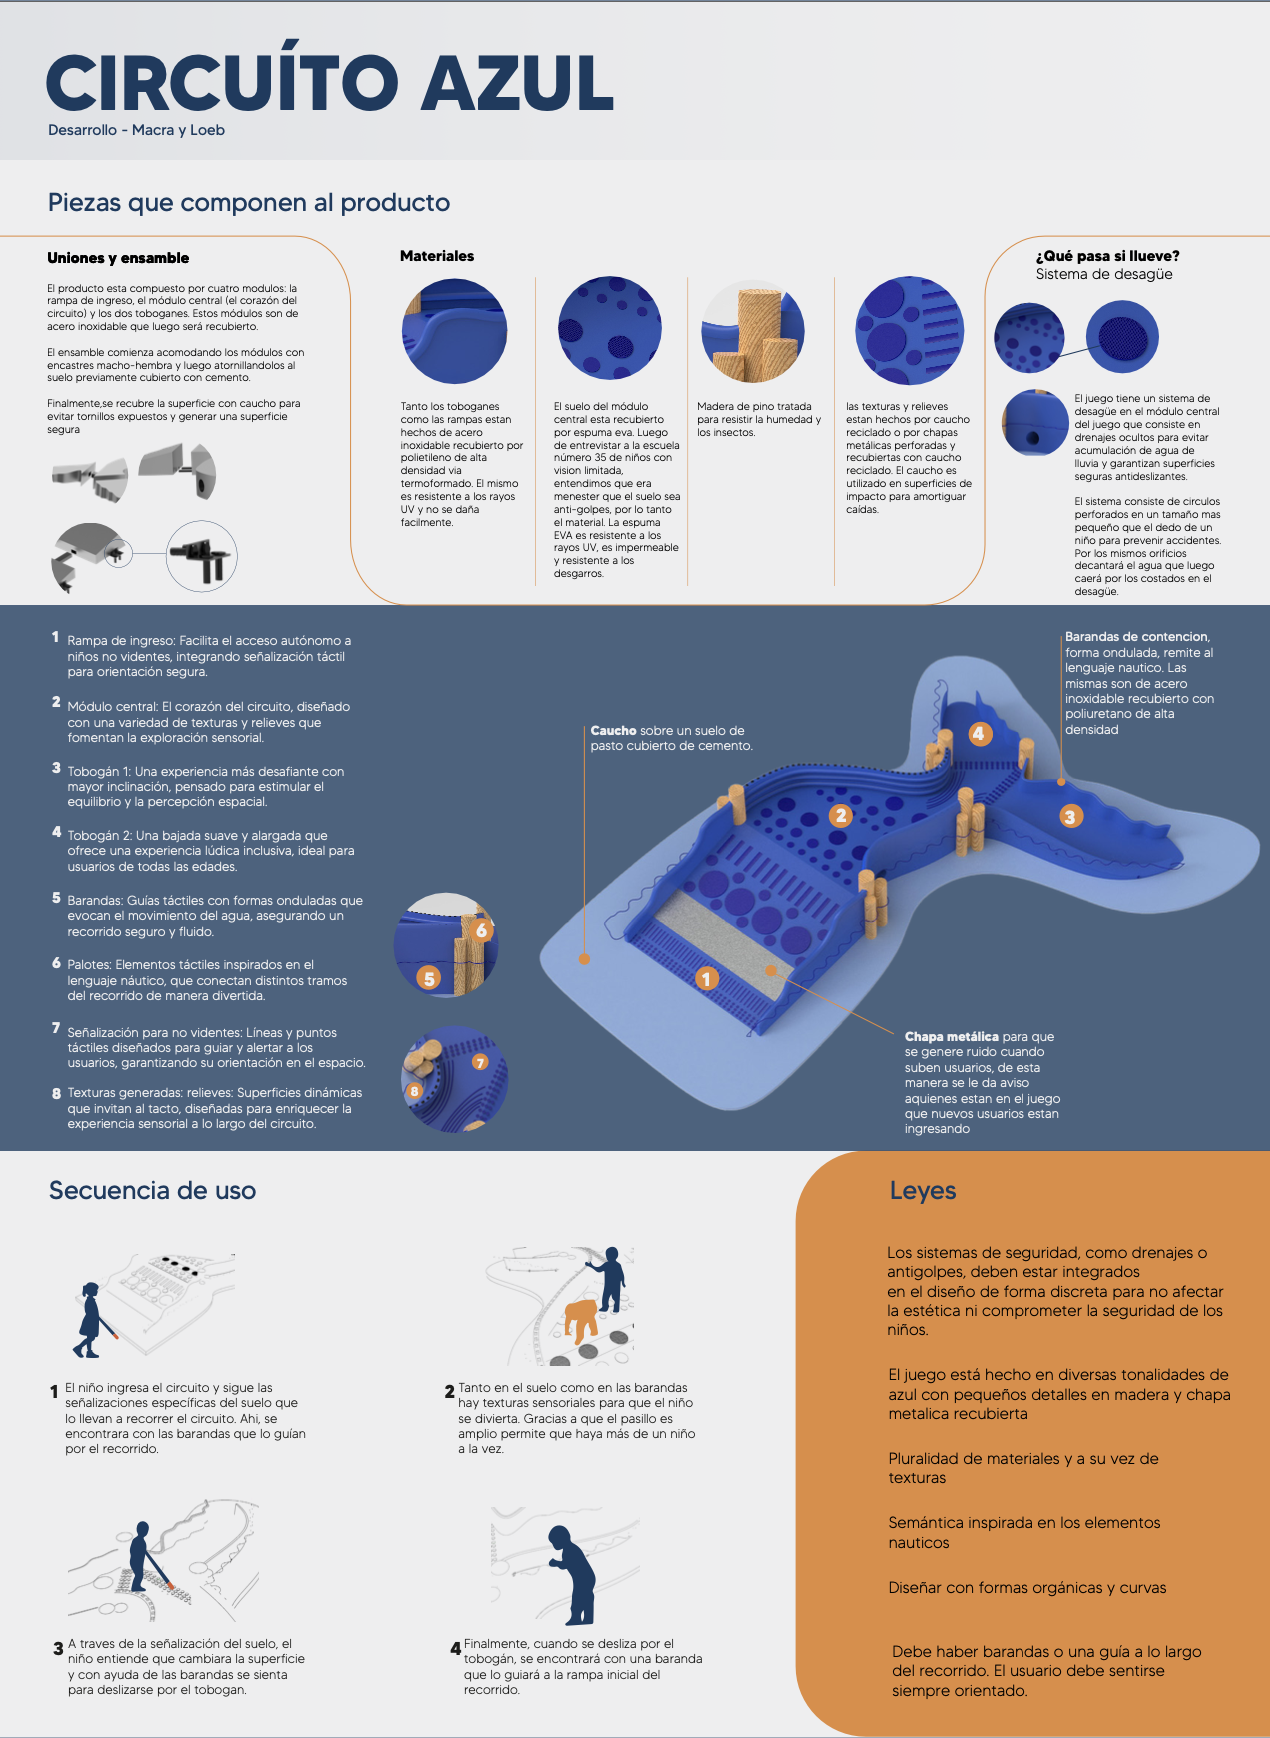 CIRCUÍTO AZUL
Desarrollo - Macra y Loeb
Piezas que componen al producto
Uniones y ensamble
El producto esta compuesto por cuatro modulos: la
rampa de ingreso, el módulo central (el corazón del
circuito) y los dos toboganes. Estos módulos son de
acero inoxidable que luego será recubierto.
El ensamble comienza acomodando los módulos con
encastres macho-hembra y luego atornillandolos al
suelo previamente cubierto con cemento.
Finalmente,se recubre la superficie con caucho para
evitar tornillos expuestos y generar una superficie
segura
Materiales
Tanto los toboganes
como las rampas estan
hechos de acero
inoxidable recubierto por
polietileno de alta
densidad via
termoformado. El mismo
es resistente a los rayos
UV y no se daña
facilmente.
El suelo del módulo
central esta recubierto
por espuma eva. Luego
de entrevistar a la escuela
número 35 de niños con
vision limitada,
entendimos que era
menester que el suelo sea
anti-golpes, por lo tanto
el material. La espuma
EVA es resistente a los
rayos UV, es impermeable
y resistente a los
desgarros.
Madera de pino tratada
para resistir la humedad y
los insectos.
las texturas y relieves
estan hechos por caucho
reciclado o por chapas
metálicas perforadas y
recubiertas con caucho
reciclado. El caucho es
utilizado en superficies de
impacto para amortiguar
caídas.
¿Qué pasa si llueve?
Sistema de desagüe
El juego tiene un sistema de
desagüe en el módulo central
del juego que consiste en
drenajes ocultos para evitar
acumulación de agua de
lluvia y garantizan superficies
seguras antideslizantes.
El sistema consiste de circulos
perforados en un tamaño mas
pequeño que el dedo de un
niño para prevenir accidentes.
Por los mismos orificios
decantará el agua que luego
caerá por los costados en el
desagüe.
1 Rampa de ingreso: Facilita el acceso autónomo a
niños no videntes, integrando señalización táctil
para orientación segura.
2 Módulo central: El corazón del circuito, diseñado
con una variedad de texturas y relieves que
fomentan la exploración sensorial.
3 Tobogán 1: Una experiencia más desafiante con
mayor inclinación, pensado para estimular el
equilibrio y la percepción espacial.
4 Tobogán 2: Una bajada suave y alargada que
ofrece una experiencia lúdica inclusiva, ideal para
usuarios de todas las edades.
5 Barandas: Guías táctiles con formas onduladas que
evocan el movimiento del agua, asegurando un
recorrido seguro y fluido.
6 Palotes: Elementos táctiles inspirados en el
lenguaje náutico, que conectan distintos tramos
del recorrido de manera divertida.
7 Señalización para no videntes: Líneas y puntos
táctiles diseñados para guiar y alertar a los
usuarios, garantizando su orientación en el espacio.
8 Texturas generadas: relieves: Superficies dinámicas
que invitan al tacto, diseñadas para enriquecer la
experiencia sensorial a lo largo del circuito.
6
5
7
8
Caucho sobre un suelo de
pasto cubierto de cemento.
Barandas de contencion,
forma ondulada, remite al
lenguaje nautico. Las
mismas son de acero
inoxidable recubierto con
poliuretano de alta
densidad
4
2
3
1
Chapa metálica para que
se genere ruido cuando
suben usuarios, de esta
manera se le da aviso
aquienes estan en el juego
que nuevos usuarios estan
ingresando
Secuencia de uso
1 El niño ingresa el circuito y sigue las
señalizaciones específicas del suelo que
lo llevan a recorrer el circuito. Ahi, se
encontrara con las barandas que lo guían
por el recorrido.
2 Tanto en el suelo como en las barandas
hay texturas sensoriales para que el niño
se divierta. Gracias a que el pasillo es
amplio permite que haya más de un niño
a la vez.
3 A traves de la señalización del suelo, el
niño entiende que cambiara la superficie
y con ayuda de las barandas se sienta
para deslizarse por el tobogan.
4 Finalmente, cuando se desliza por el
tobogán, se encontrará con una baranda
que lo guiará a la rampa inicial del
recorrido.
Leyes
Los sistemas de seguridad, como drenajes o
antigolpes, deben estar integrados
en el diseño de forma discreta para no afectar
la estética ni comprometer la seguridad de los
niños.
El juego está hecho en diversas tonalidades de
azul con pequeños detalles en madera y chapa
metalica recubierta
Pluralidad de materiales y a su vez de
texturas
Semántica inspirada en los elementos
nauticos
Diseñar con formas orgánicas y curvas
Debe haber barandas o una guía a lo largo
del recorrido. El usuario debe sentirse
siempre orientado.